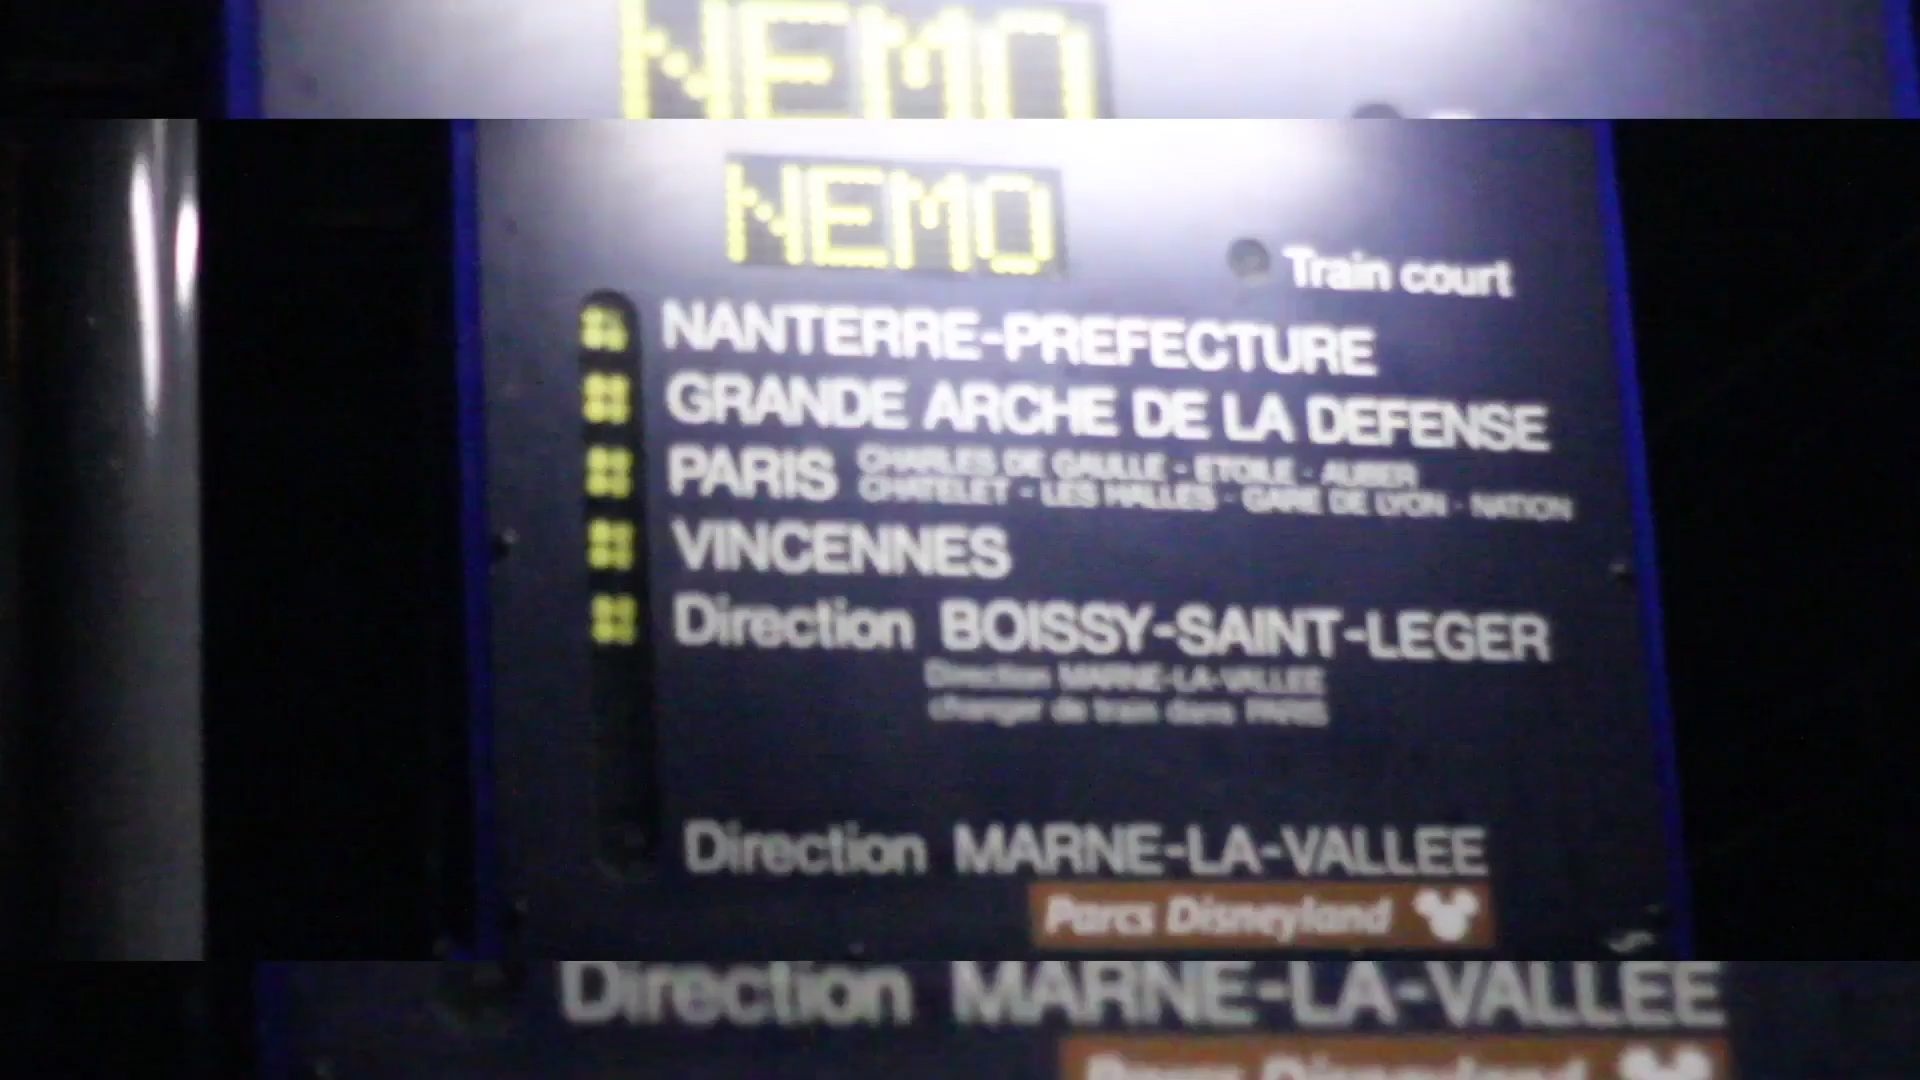 NEMO
NEMO
Train court
NANTERRE-PREFECTURE
GRANDE ARCHE DE LA DEFENSE
PARIS CHARLES DE GAULLE - ETOILE - AUBER
CHATELET - LES HALLES - GARE DE LYON - NATION
VINCENNES
Direction BOISSY-SAINT-LEGER
Direction MARNE-LA-VALLEE
changer de train dans PARIS
Direction MARNE-LA-VALLEE
Parcs Disneyland
Direction MARNE-LA-VALLEE
Parcs Disneyland